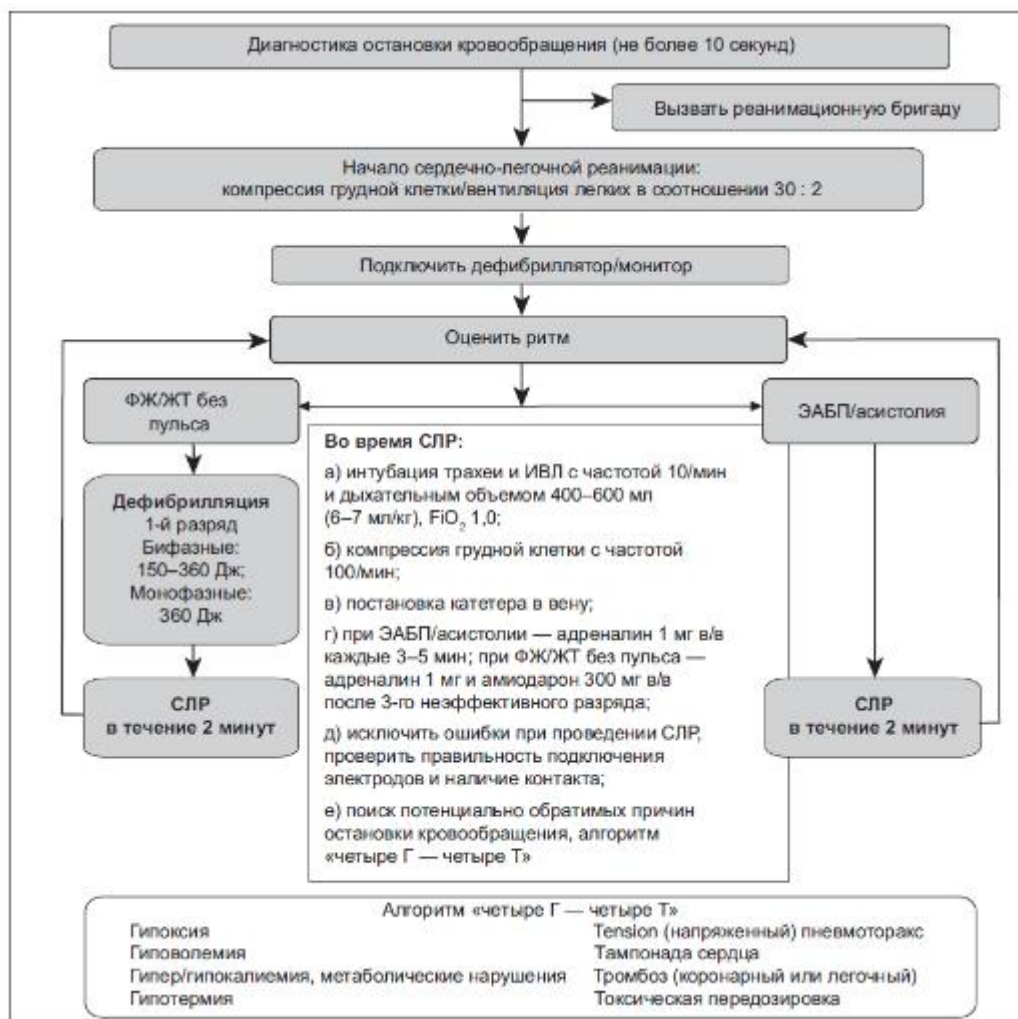 Диагностика остановки кровообращения (не более 10 секунд)
Вызвать реанимационную бригаду
Начало сердечно-легочной реанимации:
компрессия грудной клетки/вентиляция легких в соотношении 30 : 2
Подключить дефибриллятор/монитор
Оценить ритм
ФЖ/ЖТ без
пульса
Дефибрилляция
1-й разряд
Бифазные:
150–360 Дж;
Монофазные:
360 Дж
СЛР
в течение 2 минут
Во время СЛР:
а) интубация трахеи и ИВЛ с частотой 10/мин
и дыхательным объемом 400–600 мл
(6–7 мл/кг), FiO₂ 1,0;
б) компрессия грудной клетки с частотой
100/мин;
в) постановка катетера в вену;
г) при ЭАБП/асистолии — адреналин 1 мг в/в
каждые 3–5 мин; при ФЖ/ЖТ без пульса —
адреналин 1 мг и амиодарон 300 мг в/в
после 3-го неэффективного разряда;
д) исключить ошибки при проведении СЛР,
проверить правильность подключения
электродов и наличие контакта;
е) поиск потенциально обратимых причин
остановки кровообращения, алгоритм
«четыре Г — четыре Т»
ЭАБП/асистолия
СЛР
в течение 2 минут
Алгоритм «четыре Г — четыре Т»
Гипоксия
Гиповолемия
Гипер/гипокалиемия, метаболические нарушения
Гипотермия
Tension (напряженный) пневмоторакс
Тампонада сердца
Тромбоз (коронарный или легочный)
Токсическая передозировка